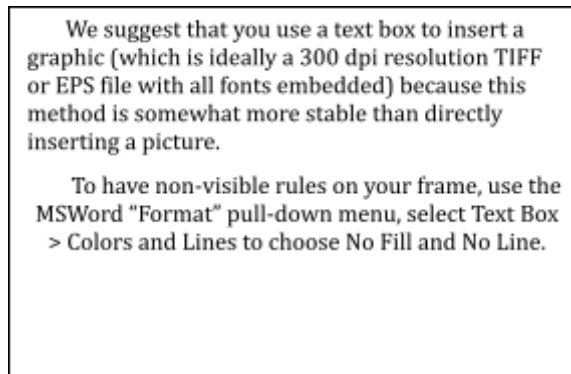 We suggest that you use a text box to insert a
graphic (which is ideally a 300 dpi resolution TIFF
or EPS file with all fonts embedded) because this
method is somewhat more stable than directly
inserting a picture.
To have non-visible rules on your frame, use the
MSWord “Format” pull-down menu, select Text Box
> Colors and Lines to choose No Fill and No Line.